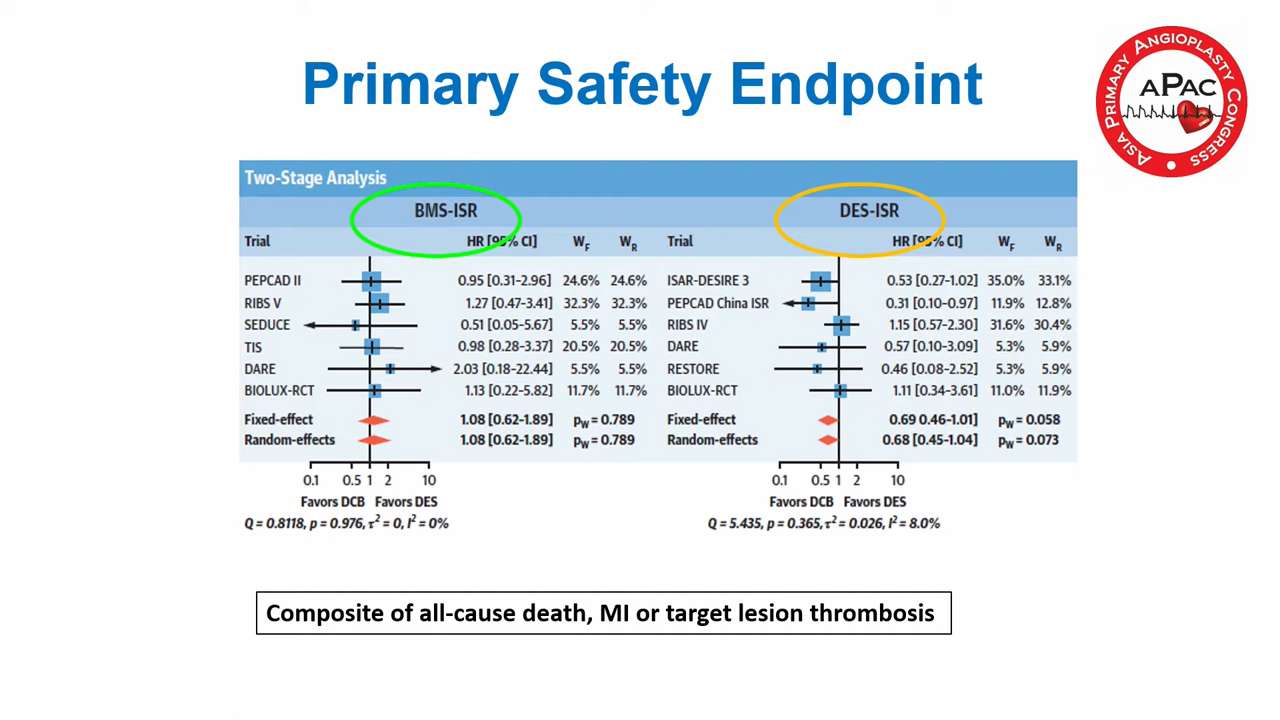 Primary Safety Endpoint
ASIA PRIMARY ANGIOPLASTY CONGRESS
aPAC
Two-Stage Analysis
BMS-ISR
Trial HR [95% CI] WF WR
PEPCAD II 0.95 [0.31–2.96] 24.6% 24.6%
RIBS V 1.27 [0.47–3.41] 32.3% 32.3%
SEDUCE 0.51 [0.05–5.67] 5.5% 5.5%
TIS 0.98 [0.28–3.37] 20.5% 20.5%
DARE 2.03 [0.18–22.44] 5.5% 5.5%
BIOLUX-RCT 1.13 [0.22–5.82] 11.7% 11.7%
Fixed-effect 1.08 [0.62–1.89] pW = 0.789
Random-effects 1.08 [0.62–1.89] pW = 0.789
0.1 0.5 1 2 10
Favors DCB Favors DES
Q = 0.8118, p = 0.976, τ² = 0, I² = 0%
DES-ISR
Trial HR [95% CI] WF WR
ISAR-DESIRE 3 0.53 [0.27–1.02] 35.0% 33.1%
PEPCAD China ISR 0.31 [0.10–0.97] 11.9% 12.8%
RIBS IV 1.15 [0.57–2.30] 31.6% 30.4%
DARE 0.57 [0.10–3.09] 5.3% 5.9%
RESTORE 0.46 [0.08–2.52] 5.3% 5.9%
BIOLUX-RCT 1.11 [0.34–3.61] 11.0% 11.9%
Fixed-effect 0.69 0.46–1.01] pW = 0.058
Random-effects 0.68 [0.45–1.04] pW = 0.073
0.1 0.5 1 2 10
Favors DCB Favors DES
Q = 5.435, p = 0.365, τ² = 0.026, I² = 8.0%
Composite of all-cause death, MI or target lesion thrombosis